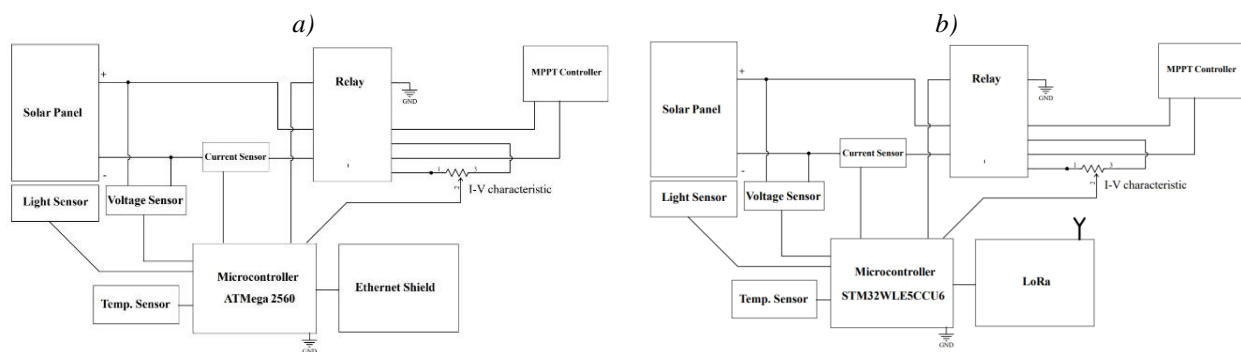 a)
+
Solar Panel
-
Relay
GND
MPPT Controller
Current Sensor
1
3
2
I-V characteristic
Light Sensor
Voltage Sensor
Microcontroller
ATMega 2560
Ethernet Shield
Temp. Sensor
GND
b)
+
Solar Panel
-
Relay
GND
MPPT Controller
Current Sensor
1
3
2
I-V characteristic
Light Sensor
Voltage Sensor
Microcontroller
STM32WLE5CCU6
LoRa
Temp. Sensor
GND